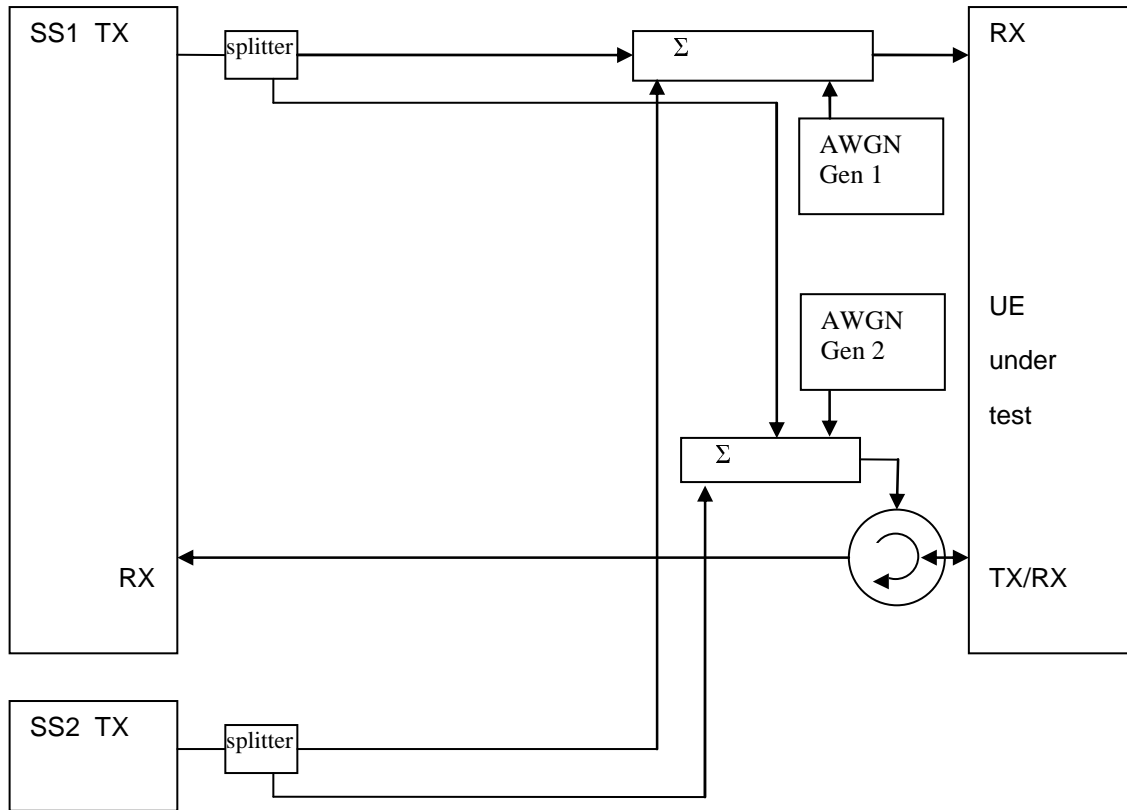 SS1 TX
splitter
Σ
RX
AWGN
Gen 1
AWGN
Gen 2
UE
under
test
Σ
RX
TX/RX
SS2 TX
splitter